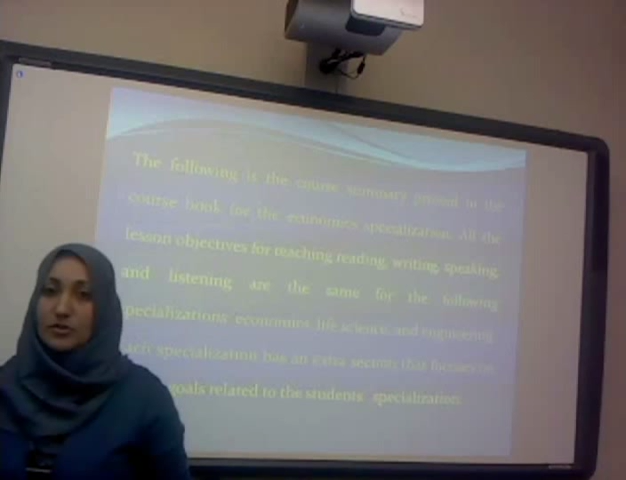 The following is the course summary printed in the
course book for the economics specialization. All the
lesson objectives for teaching reading, writing, speaking,
and listening are the same for the following
pecializations: economics, life science, and engineering.
specialization has an extra section that focuses on
goals related to the students' specialization.